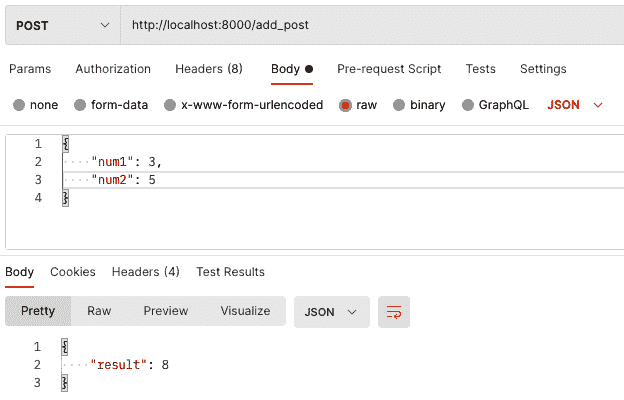 POST http://localhost:8000/add_post
Params Authorization Headers (8) Body Pre-request Script Tests Settings
none form-data x-www-form-urlencoded raw binary GraphQL JSON
1 {
2 "num1": 3,
3 "num2": 5
4 }
Body Cookies Headers (4) Test Results
Pretty Raw Preview Visualize JSON
1 {
2 "result": 8
3 }